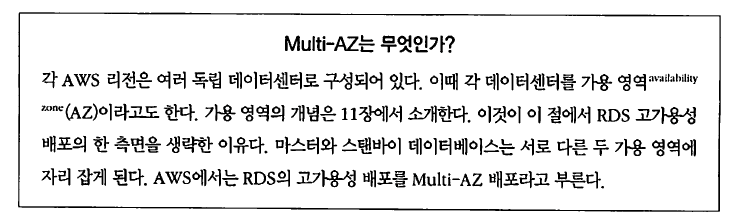 Multi-AZ는 무엇인가?
각 AWS 리전은 여러 독립 데이터센터로 구성되어 있다. 이때 각 데이터센터를 가용 영역availability
zone(AZ)이라고도 한다. 가용 영역의 개념은 11장에서 소개한다. 이것이 이 절에서 RDS 고가용성
배포의 한 측면을 생략한 이유다. 마스터와 스탠바이 데이터베이스는 서로 다른 두 가용 영역에
자리 잡게 된다. AWS에서는 RDS의 고가용성 배포를 Multi-AZ 배포라고 부른다.